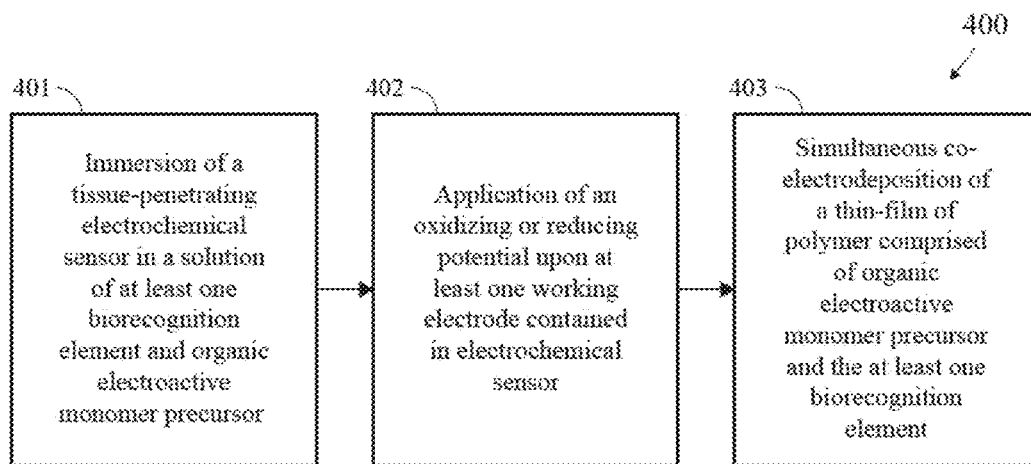 400
401
Immersion of a
tissue-penetrating
electrochemical
sensor in a solution
of at least one
biorecognition
element and organic
electroactive
monomer precursor
402
Application of an
oxidizing or reducing
potential upon at
least one working
electrode contained
in electrochemical
sensor
403
Simultaneous co-
electrodeposition of
a thin-film of
polymer comprised
of organic
electroactive
monomer precursor
and the at least one
biorecognition
element